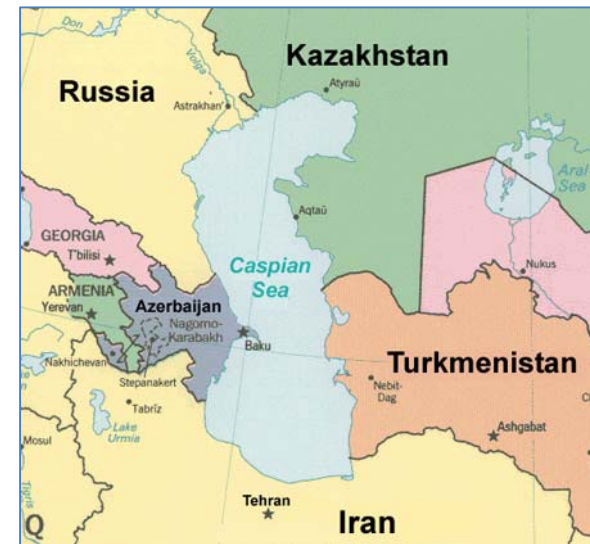 Don
Volga
Kazakhstan
Russia
Atyraū
Astrakhan'
Aral
Sea
Aqtaū
GEORGIA
T'bilisi
Caspian
Sea
Nukus
ARMENIA
Yerevan
Azerbaijan
Nagorno-
Karabakh
Baku
Nakhichevan
Turkmenistan
Stepanakert
Nebit-
Dag
Tabrīz
Lake
Urmia
Ashgabat
Mosul
Tigris
Tehran
Iran
Q